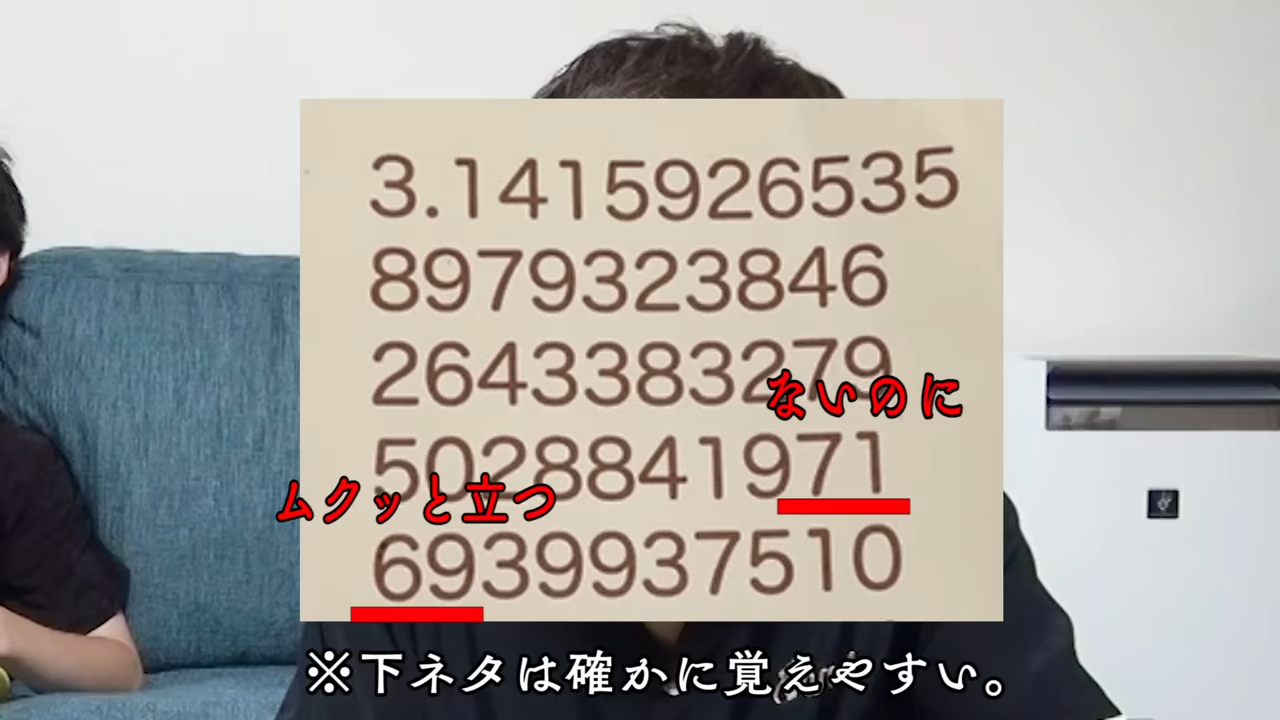 3.1415926535
8979323846
2643383279
ないのに
5028841971
ムクッと立つ
6939937510
※下ネタは確かに覚えやすい。